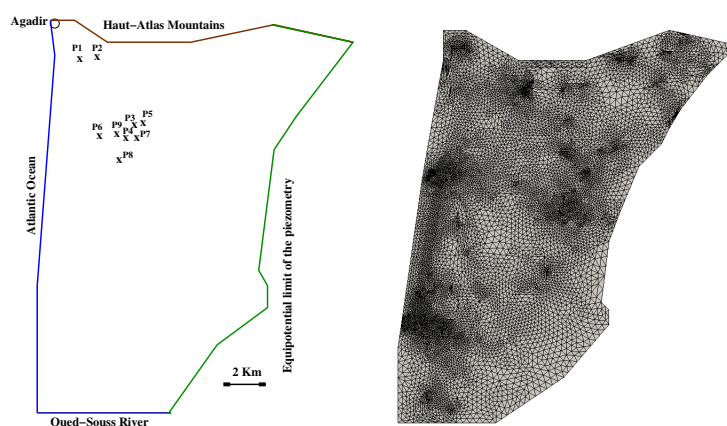 Agadir
Haut−Atlas Mountains
P1
P2
P3
P5
P6
P9
P4
P7
P8
Atlantic Ocean
Equipotential limit of the piezometry
2 Km
Oued−Souss River